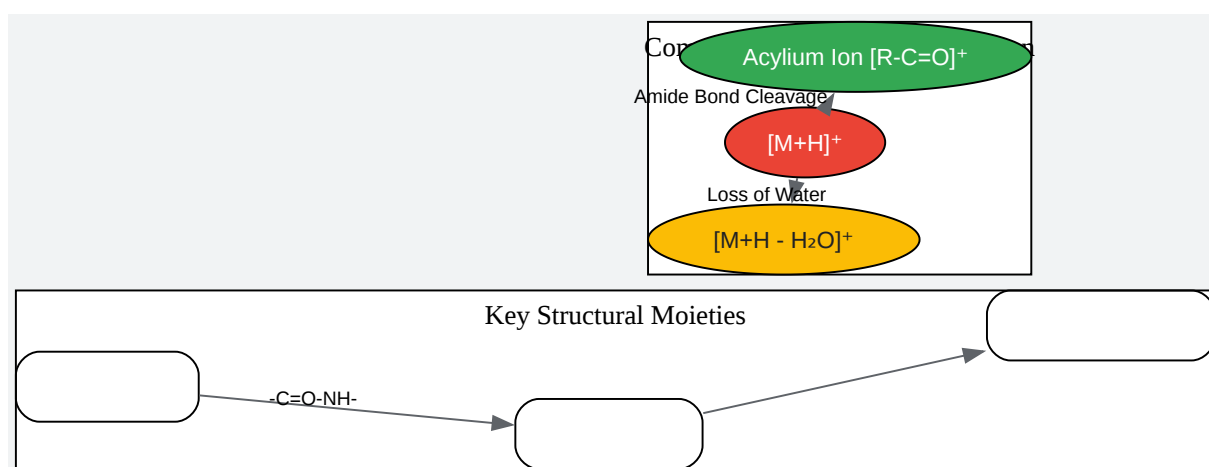 Acylium Ion [R-C=O]⁺
Amide Bond Cleavage
[M+H]⁺
Loss of Water
[M+H - H₂O]⁺
Key Structural Moieties
-C=O-NH-